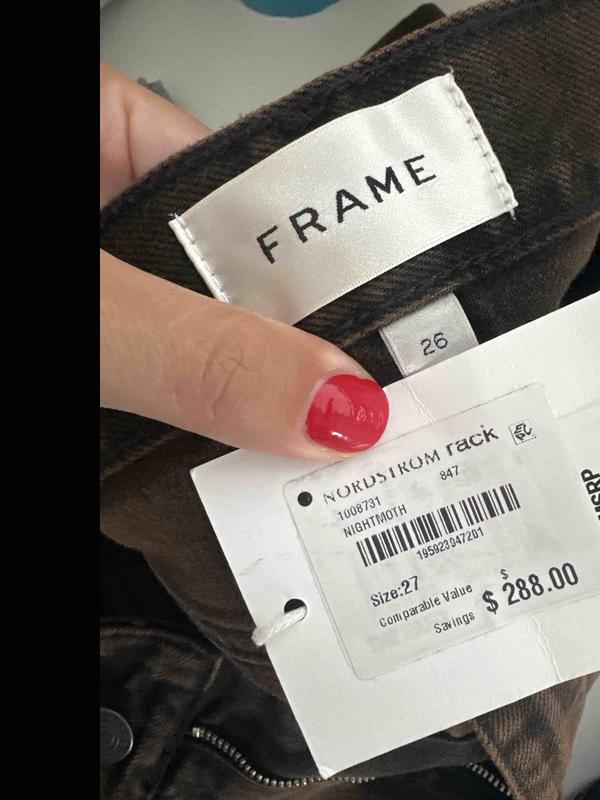 FRAME
26
NORDSTROM rack
847
1008731
NIGHTMOTH
195923047201
Size:27
$
Comparable Value $ 288.00
Savings
MSRP